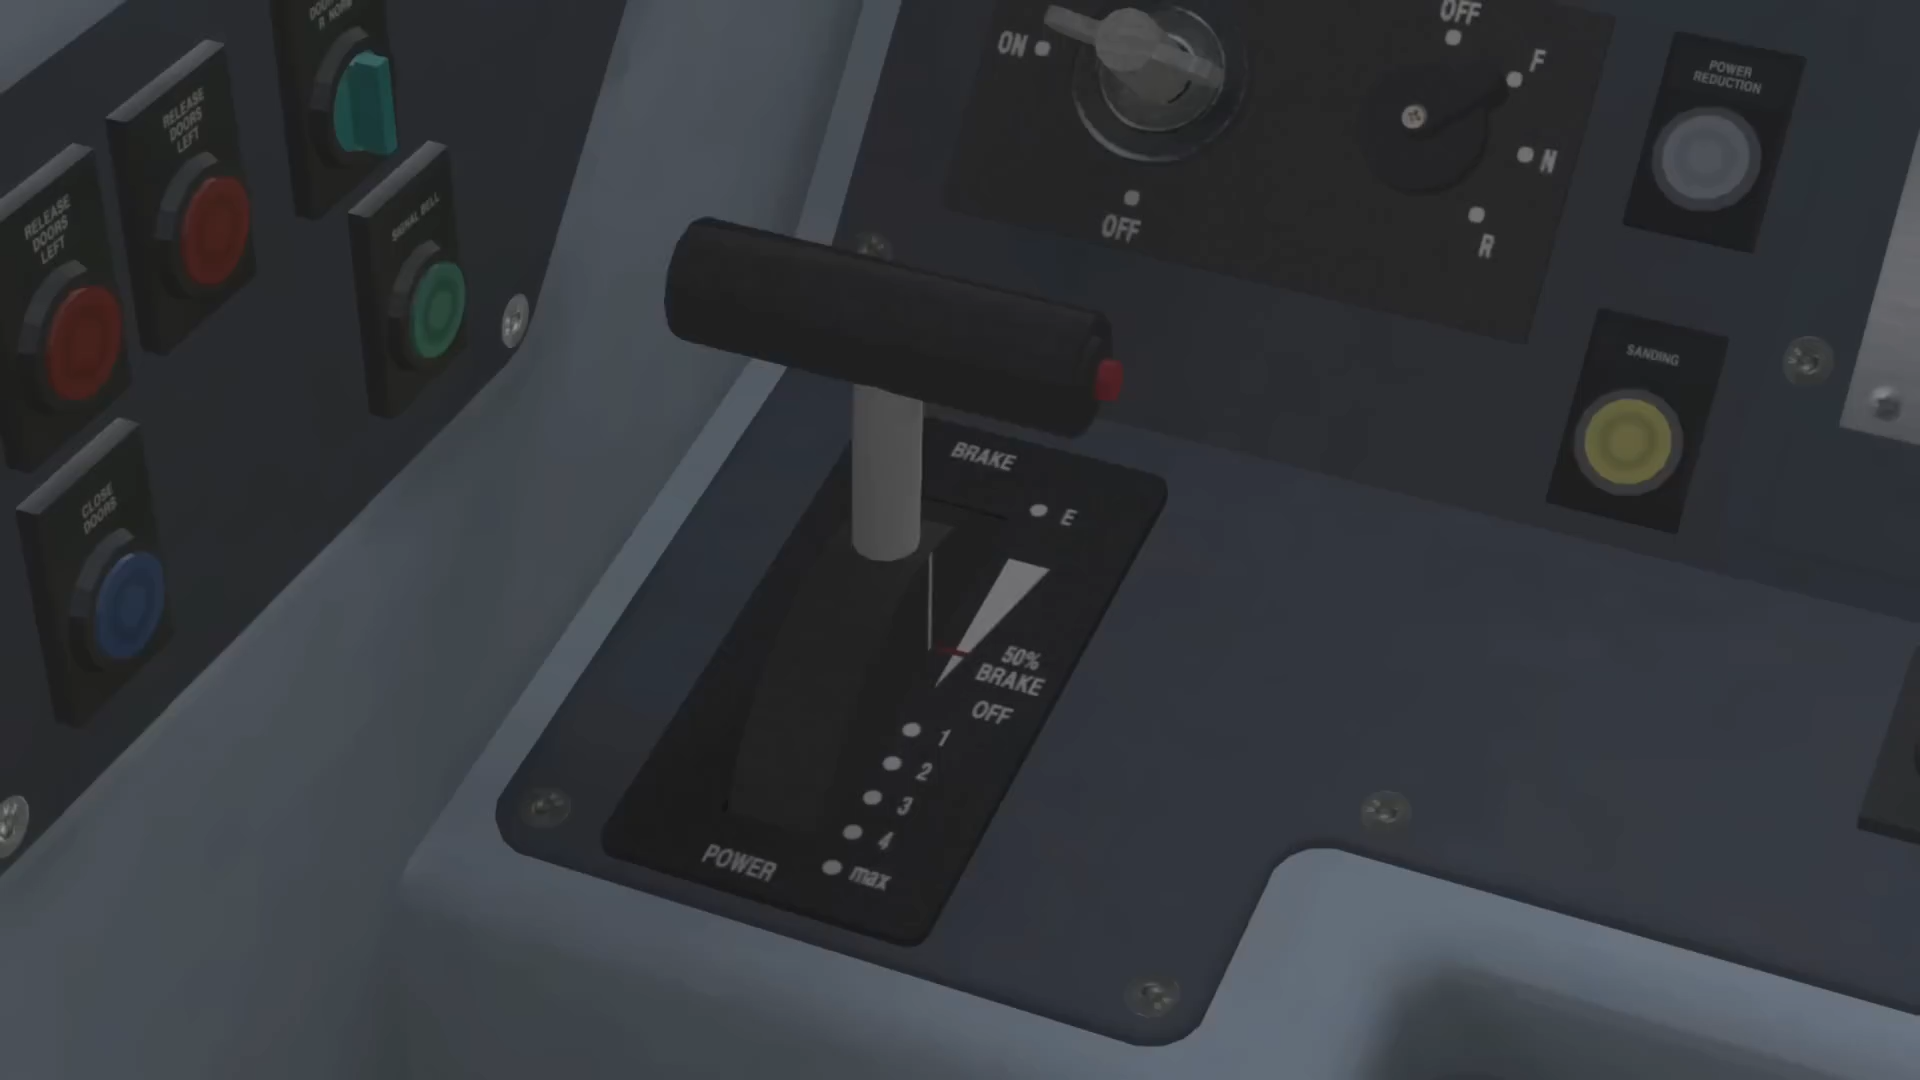 R NORM
RELEASE
DOORS
LEFT
RELEASE
DOORS
LEFT
SIGNAL BELL
CLOSE
DOORS
ON
OFF
OFF
F
N
R
POWER
REDUCTION
SANDING
BRAKE
E
50%
BRAKE
OFF
1
2
3
4
max
POWER